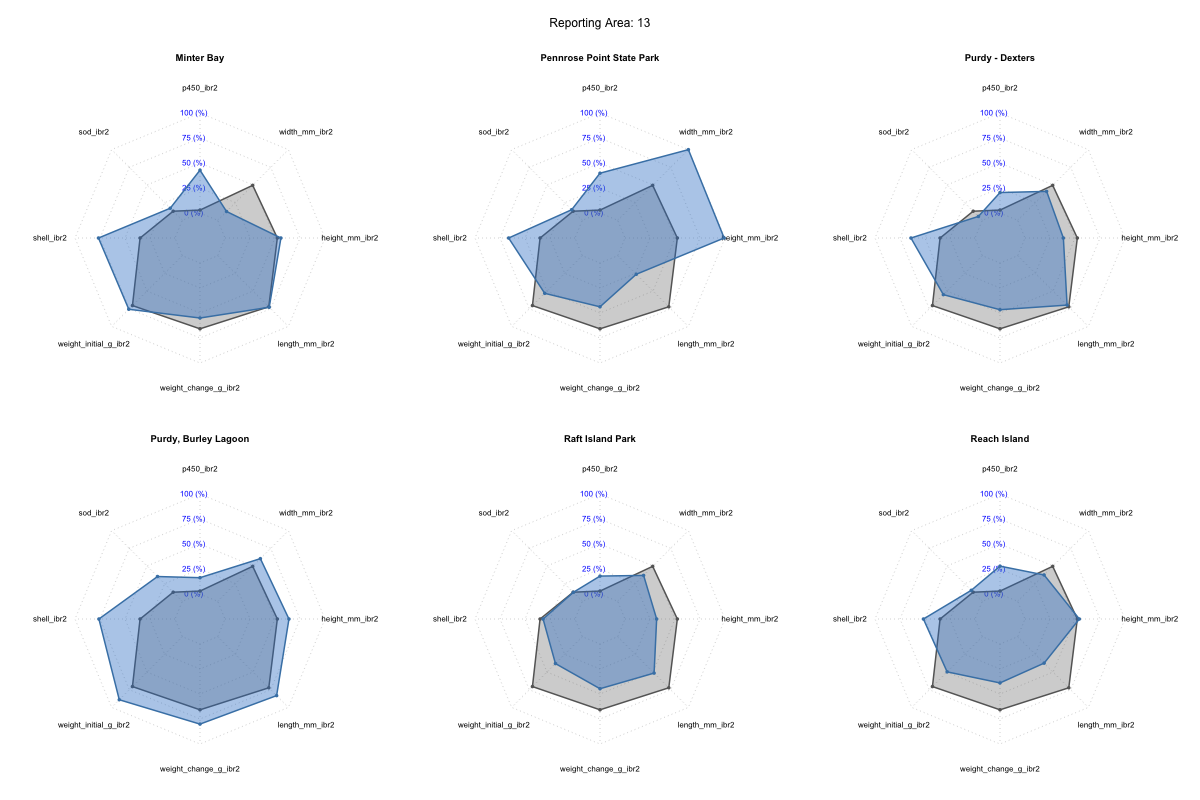 Reporting Area: 13
Minter Bay
p450_ibr2
100 (%)
sod_ibr2
width_mm_ibr2
75 (%)
50 (%)
25 (%)
0 (%)
shell_ibr2
height_mm_ibr2
weight_initial_g_ibr2
length_mm_ibr2
weight_change_g_ibr2
Pennrose Point State Park
p450_ibr2
100 (%)
sod_ibr2
width_mm_ibr2
75 (%)
50 (%)
25 (%)
0 (%)
shell_ibr2
height_mm_ibr2
weight_initial_g_ibr2
length_mm_ibr2
weight_change_g_ibr2
Purdy - Dexters
p450_ibr2
100 (%)
sod_ibr2
width_mm_ibr2
75 (%)
50 (%)
25 (%)
0 (%)
shell_ibr2
height_mm_ibr2
weight_initial_g_ibr2
length_mm_ibr2
weight_change_g_ibr2
Purdy, Burley Lagoon
p450_ibr2
100 (%)
sod_ibr2
width_mm_ibr2
75 (%)
50 (%)
25 (%)
0 (%)
shell_ibr2
height_mm_ibr2
weight_initial_g_ibr2
length_mm_ibr2
weight_change_g_ibr2
Raft Island Park
p450_ibr2
100 (%)
sod_ibr2
width_mm_ibr2
75 (%)
50 (%)
25 (%)
0 (%)
shell_ibr2
height_mm_ibr2
weight_initial_g_ibr2
length_mm_ibr2
weight_change_g_ibr2
Reach Island
p450_ibr2
100 (%)
sod_ibr2
width_mm_ibr2
75 (%)
50 (%)
25 (%)
0 (%)
shell_ibr2
height_mm_ibr2
weight_initial_g_ibr2
length_mm_ibr2
weight_change_g_ibr2